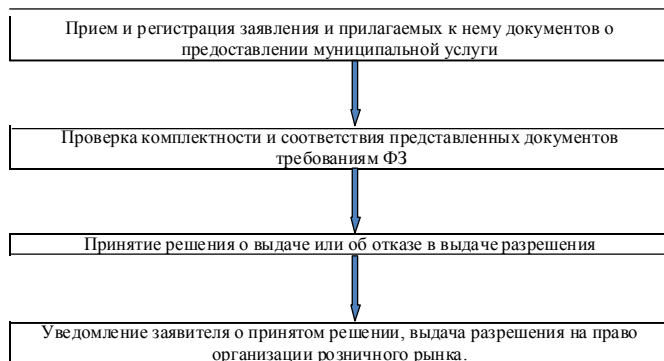 Прием и регистрация заявления и прилагаемых к нему документов о
предоставлении муниципальной услуги
Проверка комплектности и соответствия представленных документов
требованиям ФЗ
Принятие решения о выдаче или об отказе в выдаче разрешения
Уведомление заявителя о принятом решении, выдача разрешения на право
организации розничного рынка.